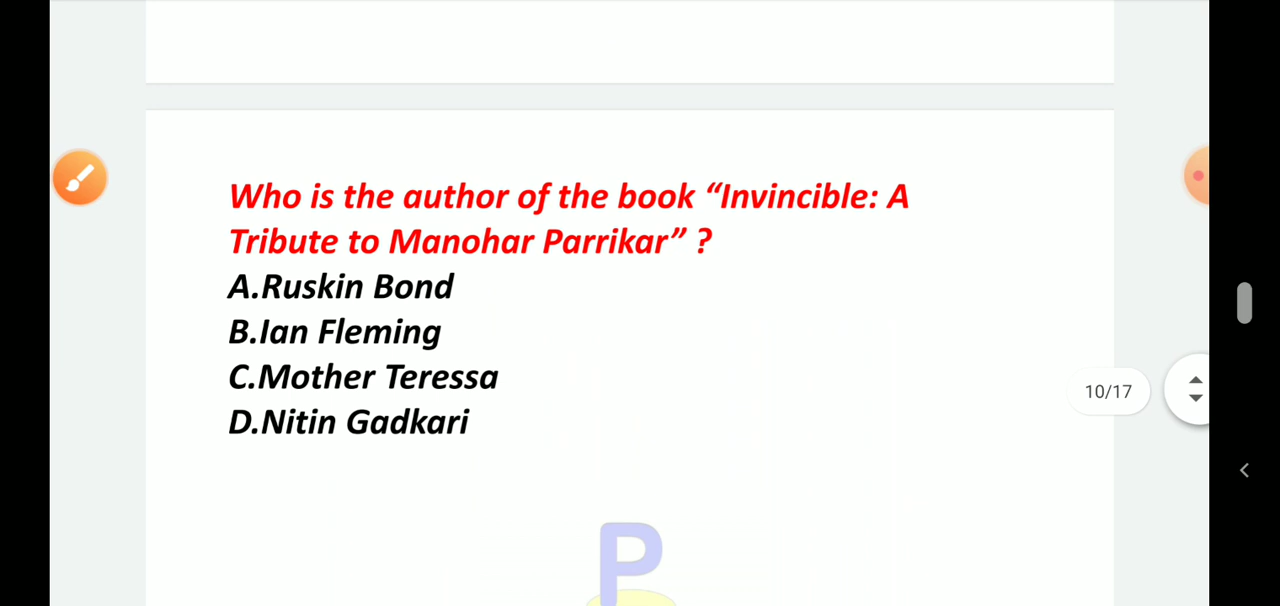 Who is the author of the book “Invincible: A
Tribute to Manohar Parrikar” ?
A.Ruskin Bond
B.Ian Fleming
C.Mother Teressa
D.Nitin Gadkari
10/17
P